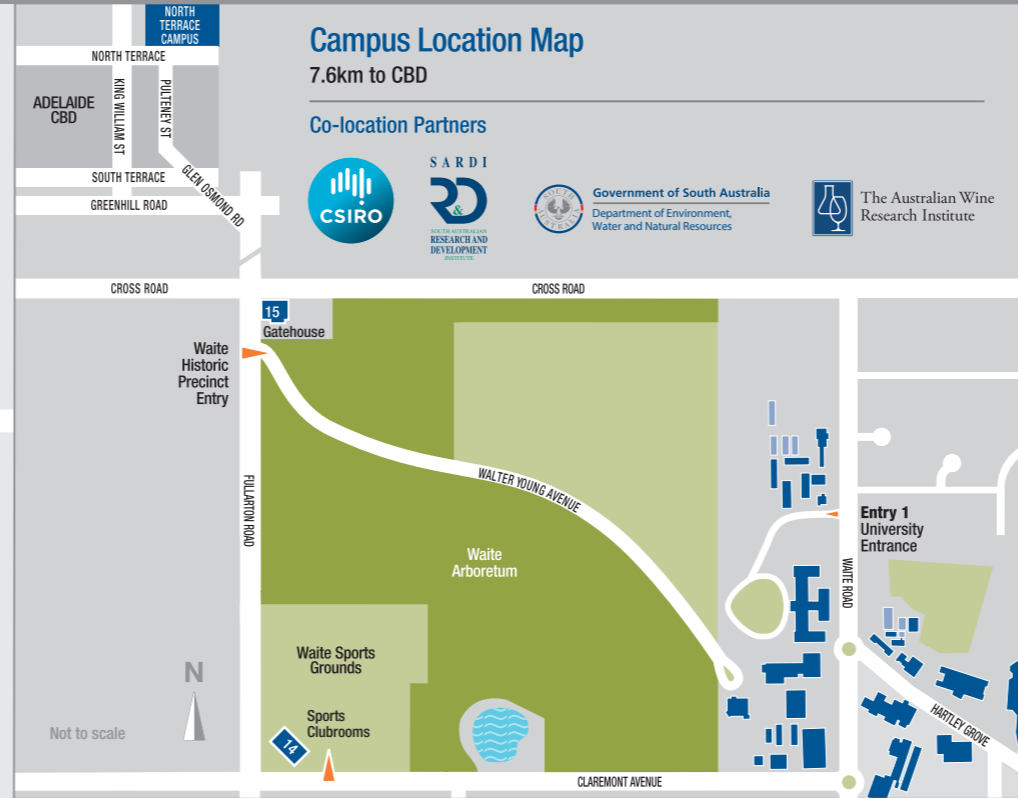 NORTH
TERRACE
CAMPUS
NORTH TERRACE
ADELAIDE
CBD
KING WILLIAM ST
PULTENEY ST
SOUTH TERRACE
GLEN OSMOND RD
GREENHILL ROAD
Campus Location Map
7.6km to CBD
Co-location Partners
CSIRO
SARDI
R&D
SOUTH AUSTRALIAN
RESEARCH AND
DEVELOPMENT
INSTITUTE
SOUTH
AUSTRALIA
Government of South Australia
Department of Environment,
Water and Natural Resources
The Australian Wine
Research Institute
CROSS ROAD
CROSS ROAD
15
Gatehouse
Waite
Historic
Precinct
Entry
FULLARTON ROAD
WALTER YOUNG AVENUE
Entry 1
University
Entrance
Waite
Arboretum
WAITE ROAD
Waite Sports
Grounds
N
Not to scale
Sports
Clubrooms
14
HARTLEY GROVE
CLAREMONT AVENUE